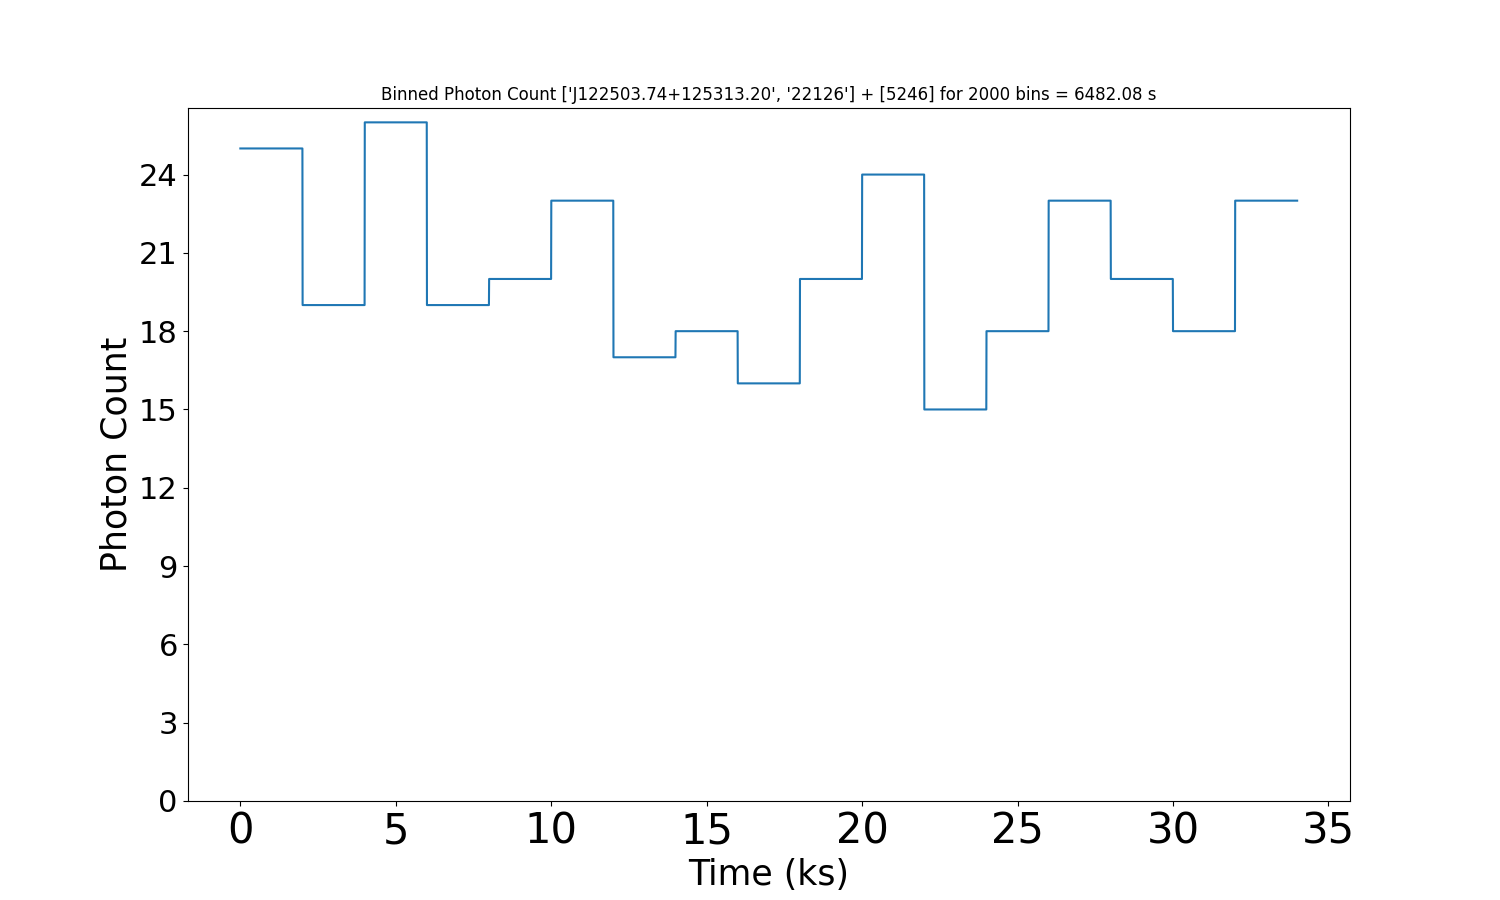 Binned Photon Count ['J122503.74+125313.20', '22126'] + [5246] for 2000 bins = 6482.08 s
24
21
18
15
12
9
6
3
0
Photon Count
0 5 10 15 20 25 30 35
Time (ks)